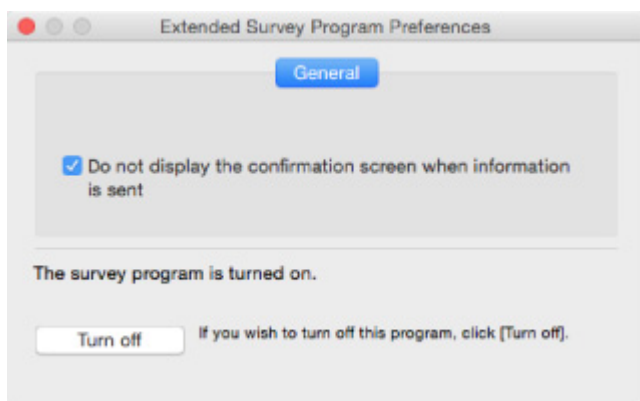 Extended Survey Program Preferences
General
Do not display the confirmation screen when information
is sent
The survey program is turned on.
Turn off
If you wish to turn off this program, click [Turn off].